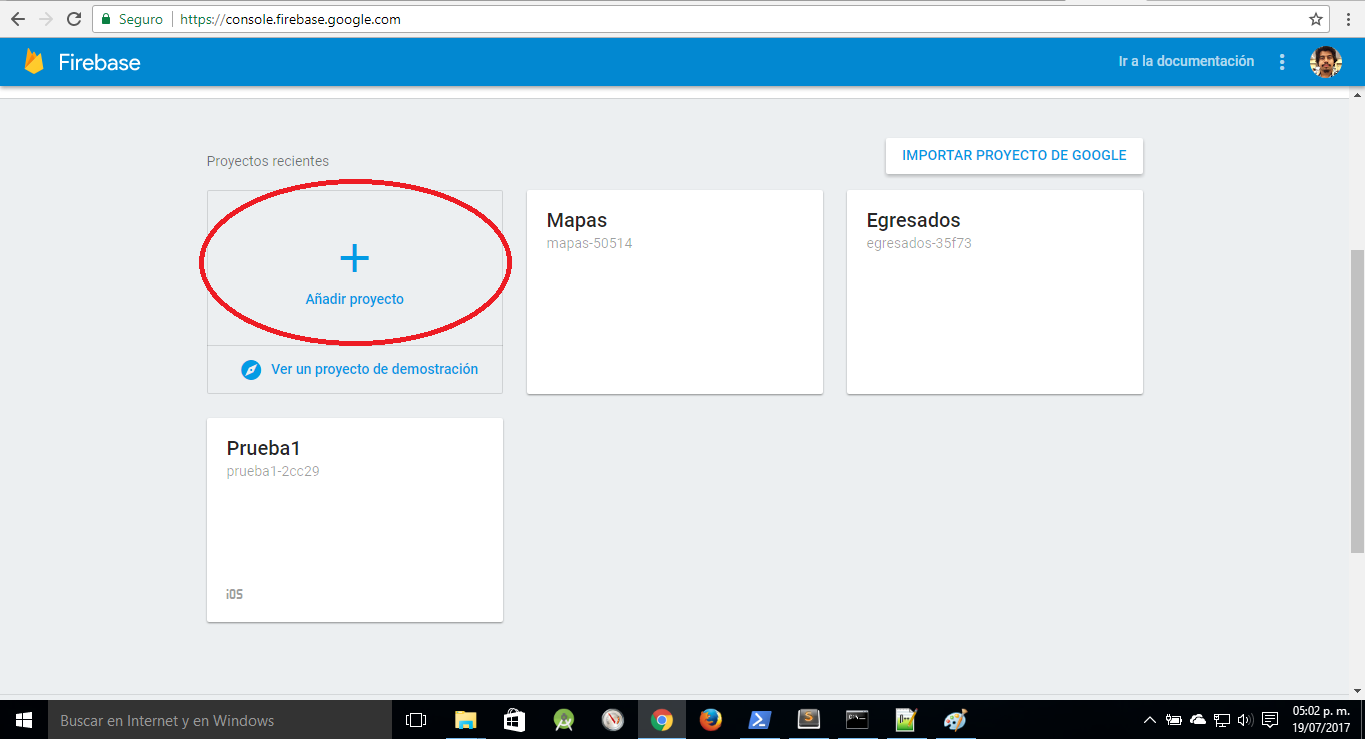 Seguro https://console.firebase.google.com
Firebase
Ir a la documentación
Proyectos recientes
IMPORTAR PROYECTO DE GOOGLE
Añadir proyecto
Ver un proyecto de demostración
Mapas
mapas-50514
Egresados
egresados-35f73
Prueba1
prueba1-2cc29
iOS
Buscar en Internet y en Windows
05:02 p. m.
19/07/2017